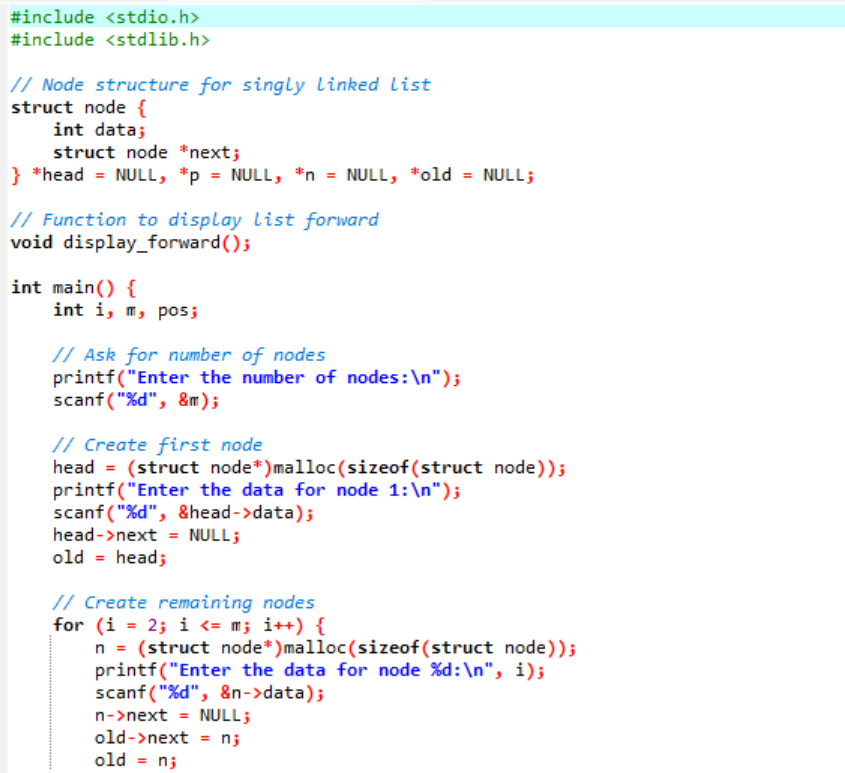 #include <stdio.h>
#include <stdlib.h>
// Node structure for singly linked list
struct node {
    int data;
    struct node *next;
} *head = NULL, *p = NULL, *n = NULL, *old = NULL;
// Function to display list forward
void display_forward();
int main() {
    int i, m, pos;
    // Ask for number of nodes
    printf("Enter the number of nodes:\n");
    scanf("%d", &m);
    // Create first node
    head = (struct node*)malloc(sizeof(struct node));
    printf("Enter the data for node 1:\n");
    scanf("%d", &head->data);
    head->next = NULL;
    old = head;
    // Create remaining nodes
    for (i = 2; i <= m; i++) {
        n = (struct node*)malloc(sizeof(struct node));
        printf("Enter the data for node %d:\n", i);
        scanf("%d", &n->data);
        n->next = NULL;
        old->next = n;
        old = n;